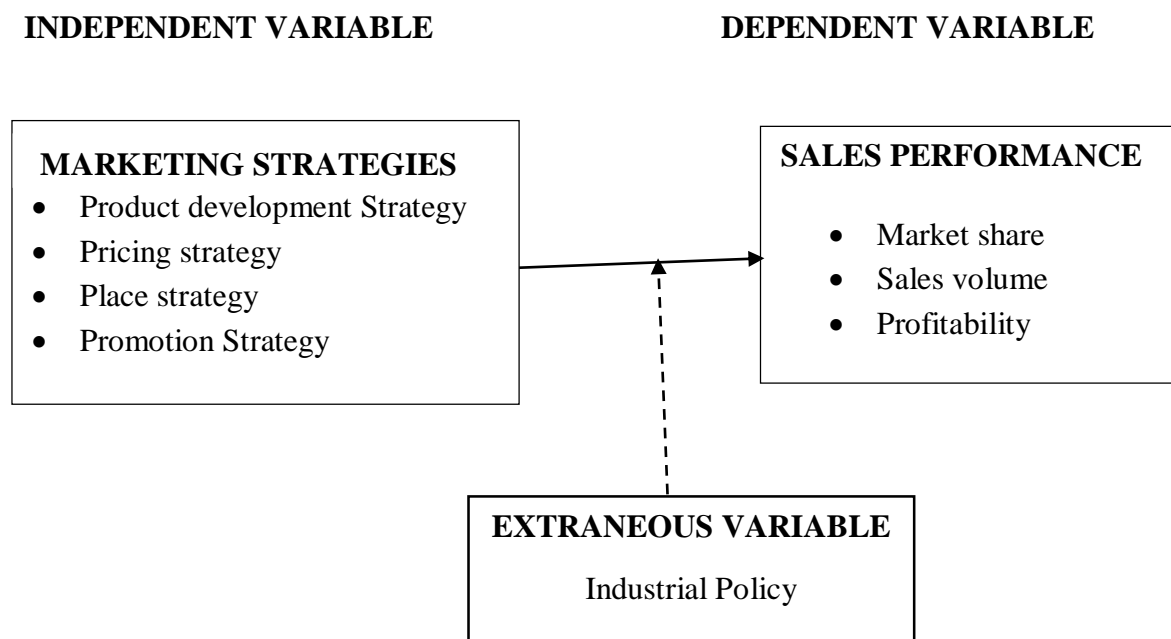 INDEPENDENT VARIABLE
DEPENDENT VARIABLE
MARKETING STRATEGIES
• Product development Strategy
• Pricing strategy
• Place strategy
• Promotion Strategy
SALES PERFORMANCE
• Market share
• Sales volume
• Profitability
EXTRANEOUS VARIABLE
Industrial Policy